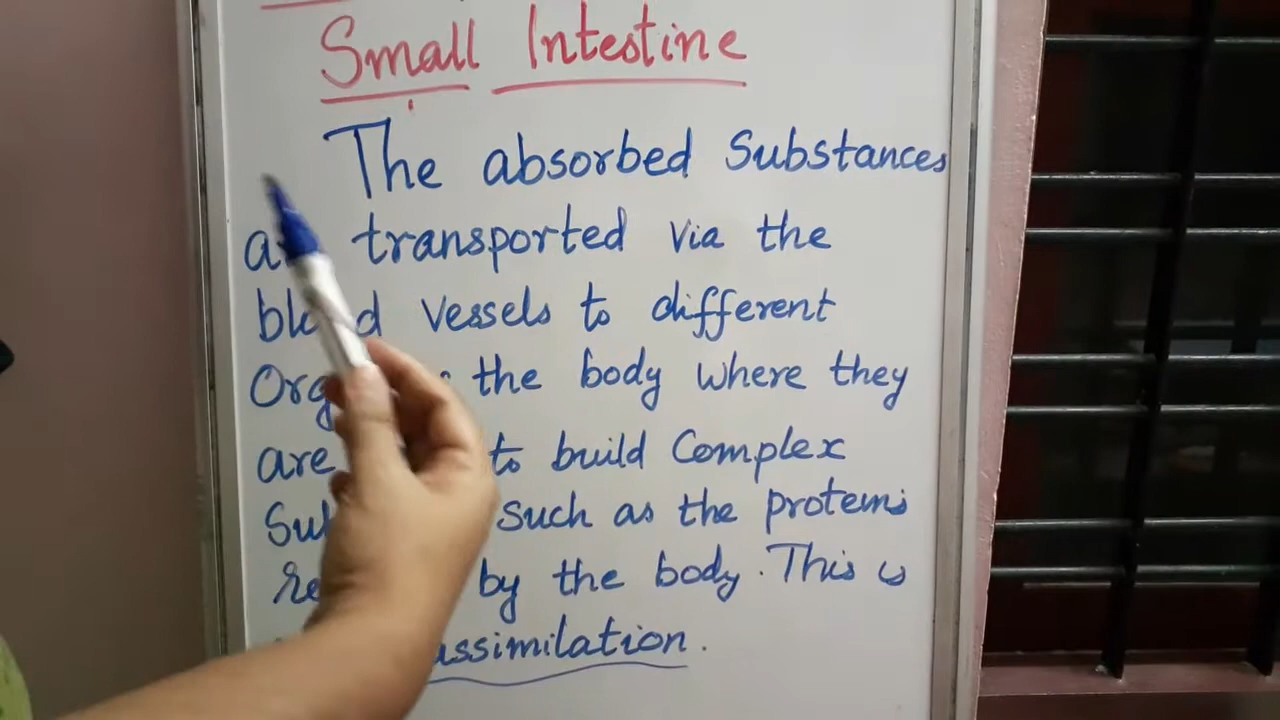 Small Intestine
The absorbed Substances
transported via the
vessels to different
the body where they
are to build Complex
such as the proteins
by the body. This is
assimilation.